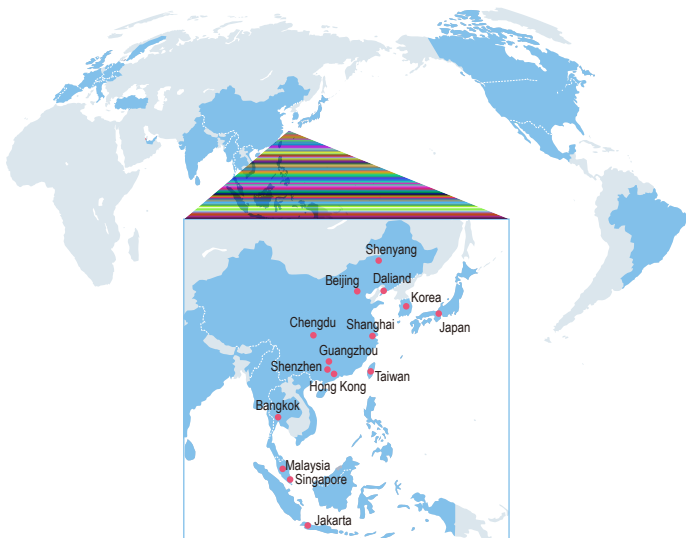 Shenyang
Beijing
Daliand
Korea
Japan
Chengdu
Shanghai
Guangzhou
Shenzhen
Hong Kong
Taiwan
Bangkok
Malaysia
Singapore
Jakarta